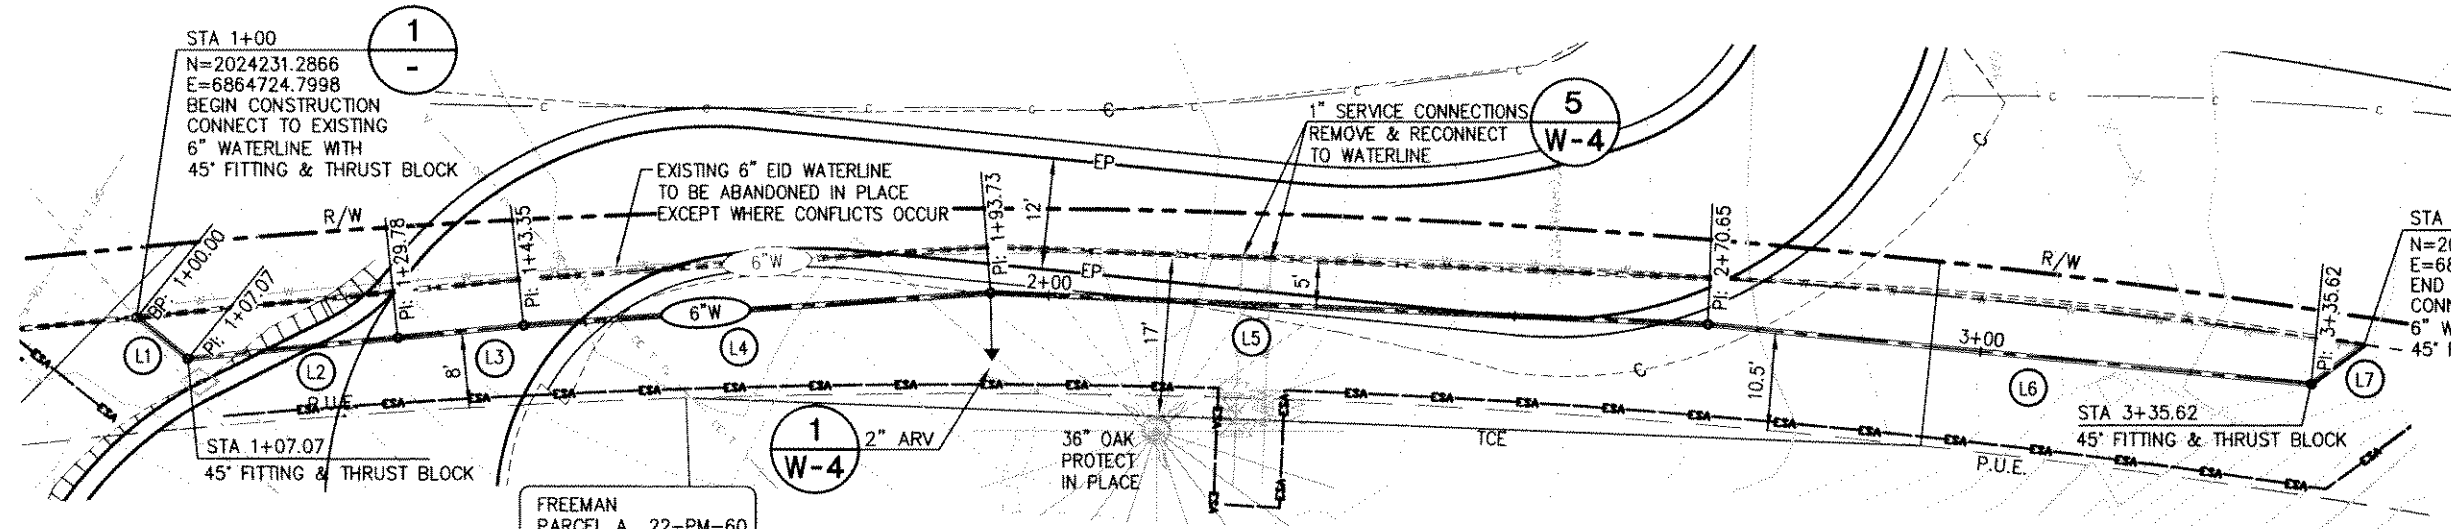 STA 1+00
N=2024231.2866
E=6864724.7998
BEGIN CONSTRUCTION
CONNECT TO EXISTING
6" WATERLINE WITH
45° FITTING & THRUST BLOCK
1
-
R/W
BP: 1+00.00
PI: 1+07.07
PI: 1+29.78
PI: 1+43.35
EXISTING 6" EID WATERLINE
TO BE ABANDONED IN PLACE
EXCEPT WHERE CONFLICTS OCCUR
PI: 1+93.73
12'
EP
C
1" SERVICE CONNECTIONS
REMOVE & RECONNECT
TO WATERLINE
5
W-4
PI: 2+70.65
R/W
PI: 3+35.62
STA
END
6"W
6"W
EP
2+00
5'
17'
3+00
10.5'
8'
L1
L2
L3
L4
L5
L6
L7
ESA
P.U.E.
STA 1+07.07
45° FITTING & THRUST BLOCK
1
W-4
2" ARV
36" OAK
PROTECT
IN PLACE
TCE
STA 3+35.62
45° FITTING & THRUST BLOCK
P.U.E.
FREEMAN
PARCEL A 22-PM-60